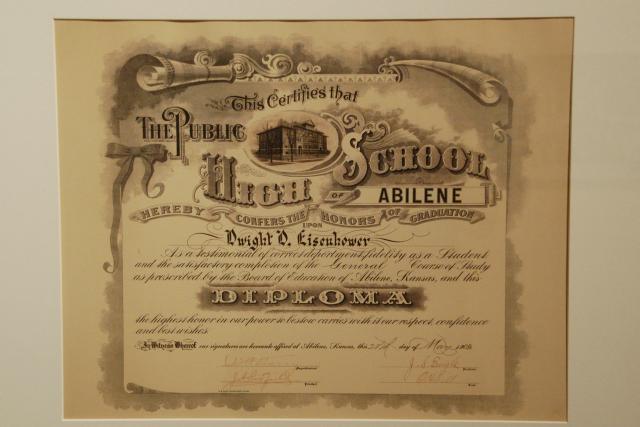 This Certifies that
The Public
High School
OF ABILENE
HEREBY CONFERS THE HONORS OF GRADUATION
UPON
Dwight D. Eisenhower
As a testimonial of correct deportment, fidelity as a Student
and the satisfactory completion of the General Course of Study
as prescribed by the Board of Education of Abilene, Kansas, and this
DIPLOMA
the highest honor in our power to bestow carries with it our respect, confidence
and best wishes.
In Witness Whereof our signatures are hereunto affixed at Abilene, Kansas, this day of May